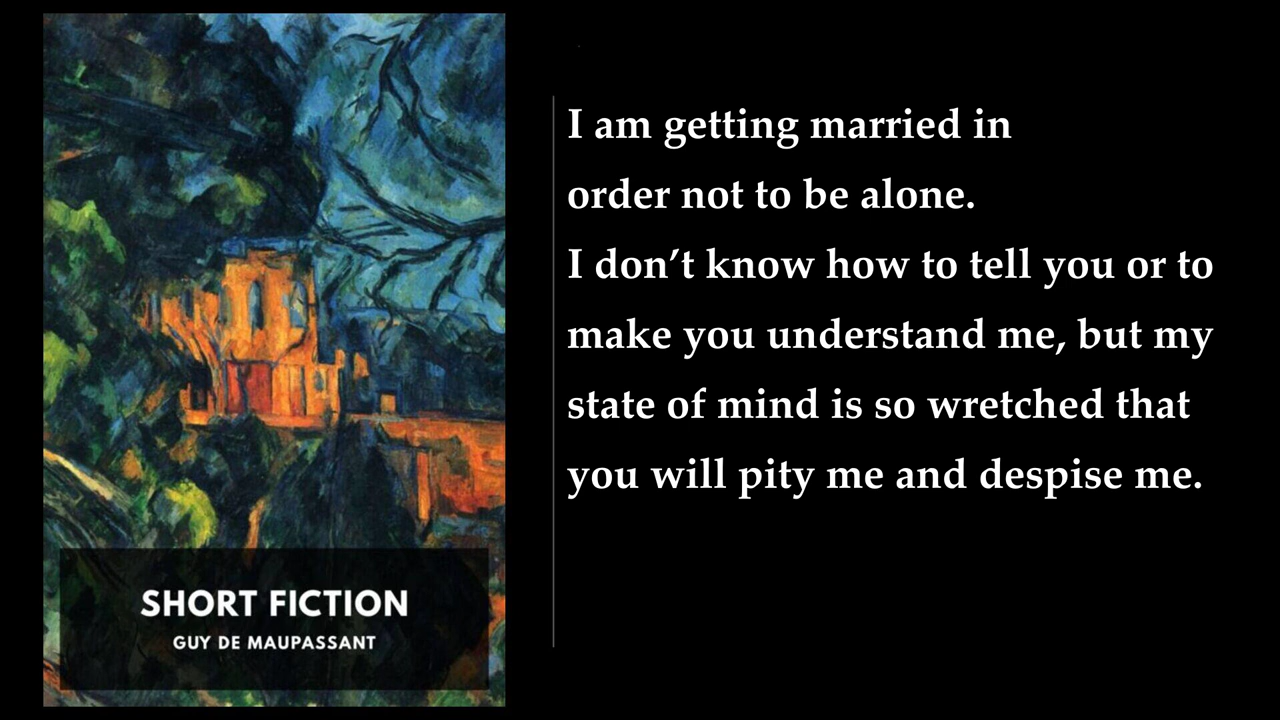 I am getting married in
order not to be alone.
I don’t know how to tell you or to
make you understand me, but my
state of mind is so wretched that
you will pity me and despise me.
SHORT FICTION
GUY DE MAUPASSANT